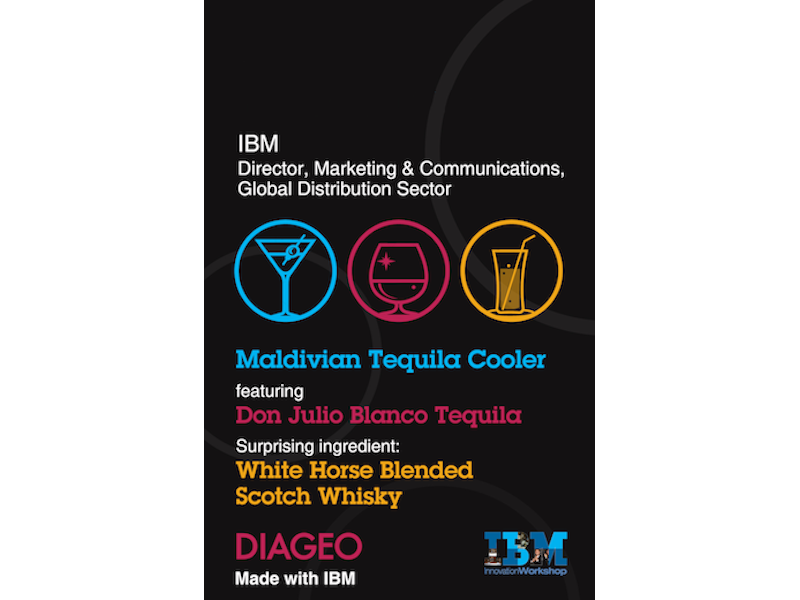 IBM
Director, Marketing & Communications,
Global Distribution Sector
Maldivian Tequila Cooler
featuring
Don Julio Blanco Tequila
Surprising ingredient:
White Horse Blended
Scotch Whisky
DIAGEO
Made with IBM
IBM
InnovationWorkshop